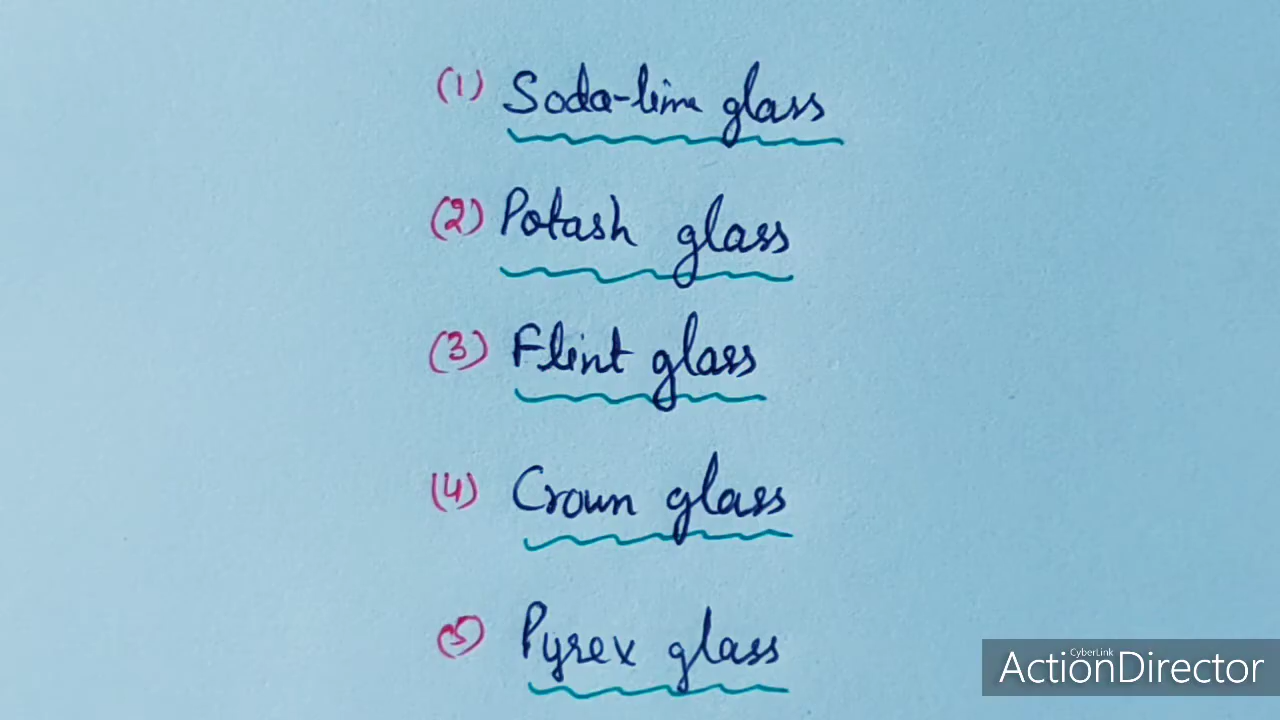 (1) Soda-lime glass
(2) Potash glass
(3) Flint glass
(4) Crown glass
(5) Pyrex glass
CyberLink
ActionDirector